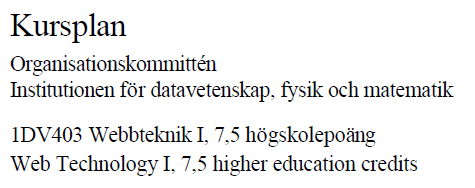 Kursplan
Organisationskommittén
Institutionen för datavetenskap, fysik och matematik
1DV403 Webbteknik I, 7,5 högskolepoäng
Web Technology I, 7,5 higher education credits